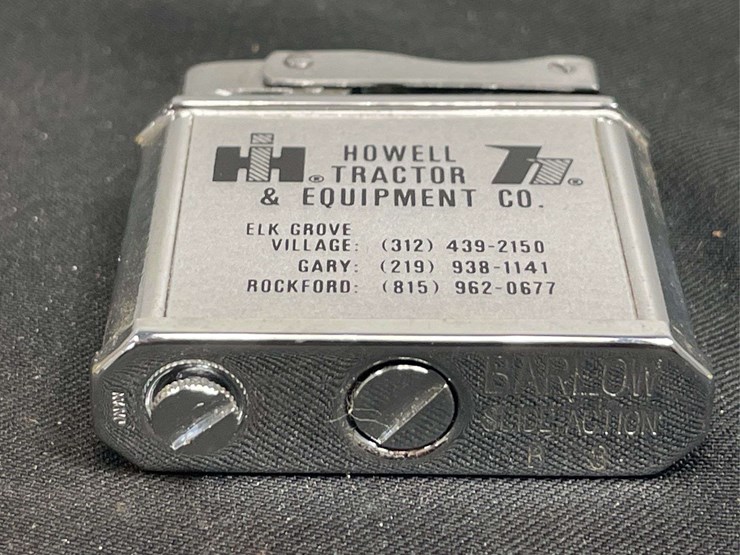 IH ® HOWELL
TRACTOR h ®
& EQUIPMENT CO.
ELK GROVE
VILLAGE: (312) 439-2150
GARY: (219) 938-1141
ROCKFORD: (815) 962-0677
BARLOW
SLIDE ACTION